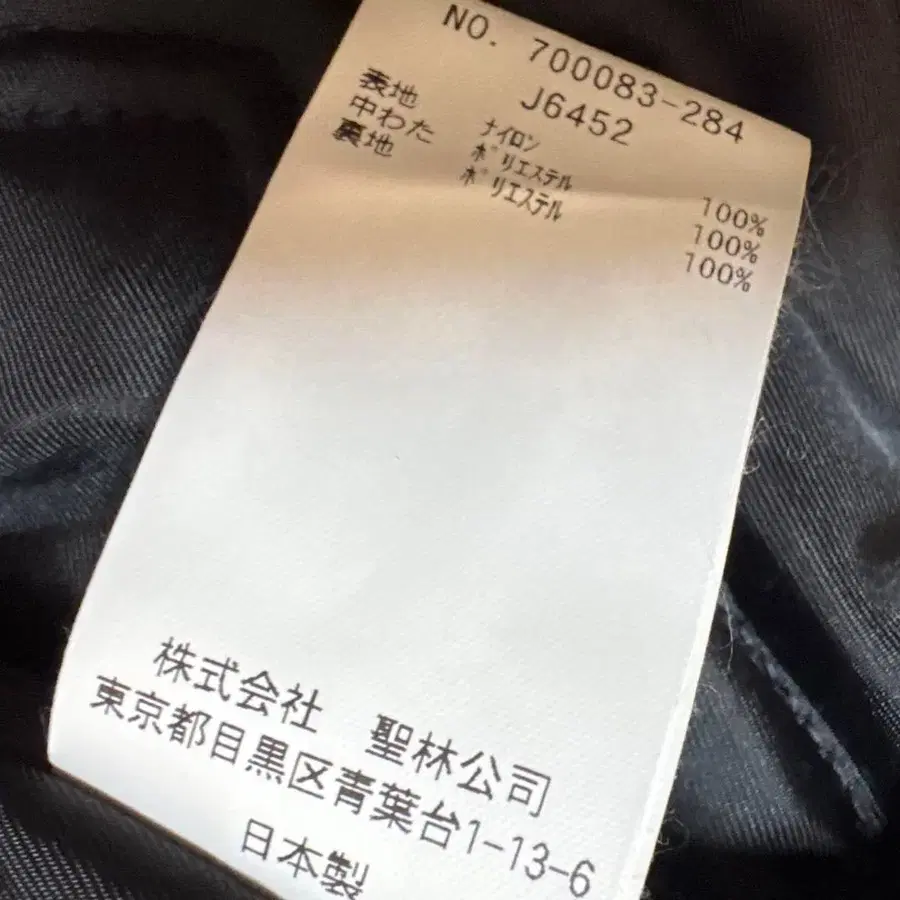 NO. 700083-284
J6452
表地 ナイロン 100%
中わた ポリエステル 100%
裏地 ポリエステル 100%
株式会社 聖林公司
東京都目黒区青葉台1-13-6
日本製